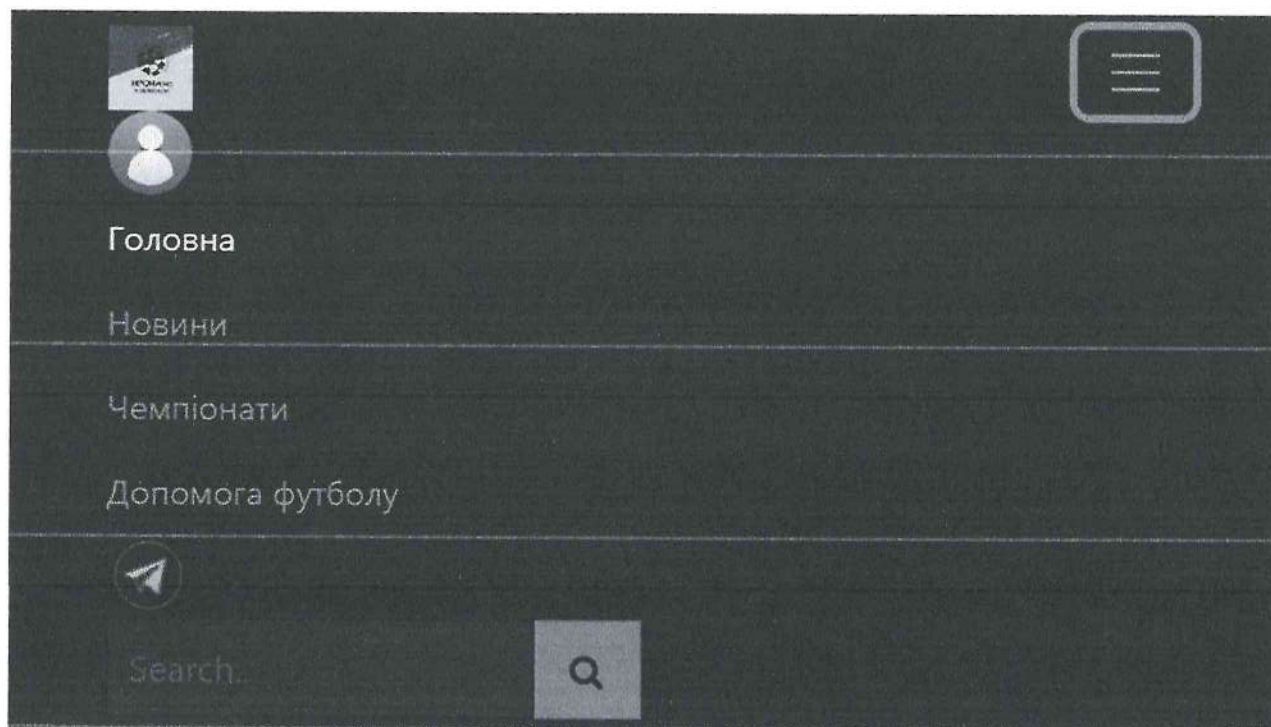 Головна
Новини
Чемпіонати
Допомога футболу
Search..